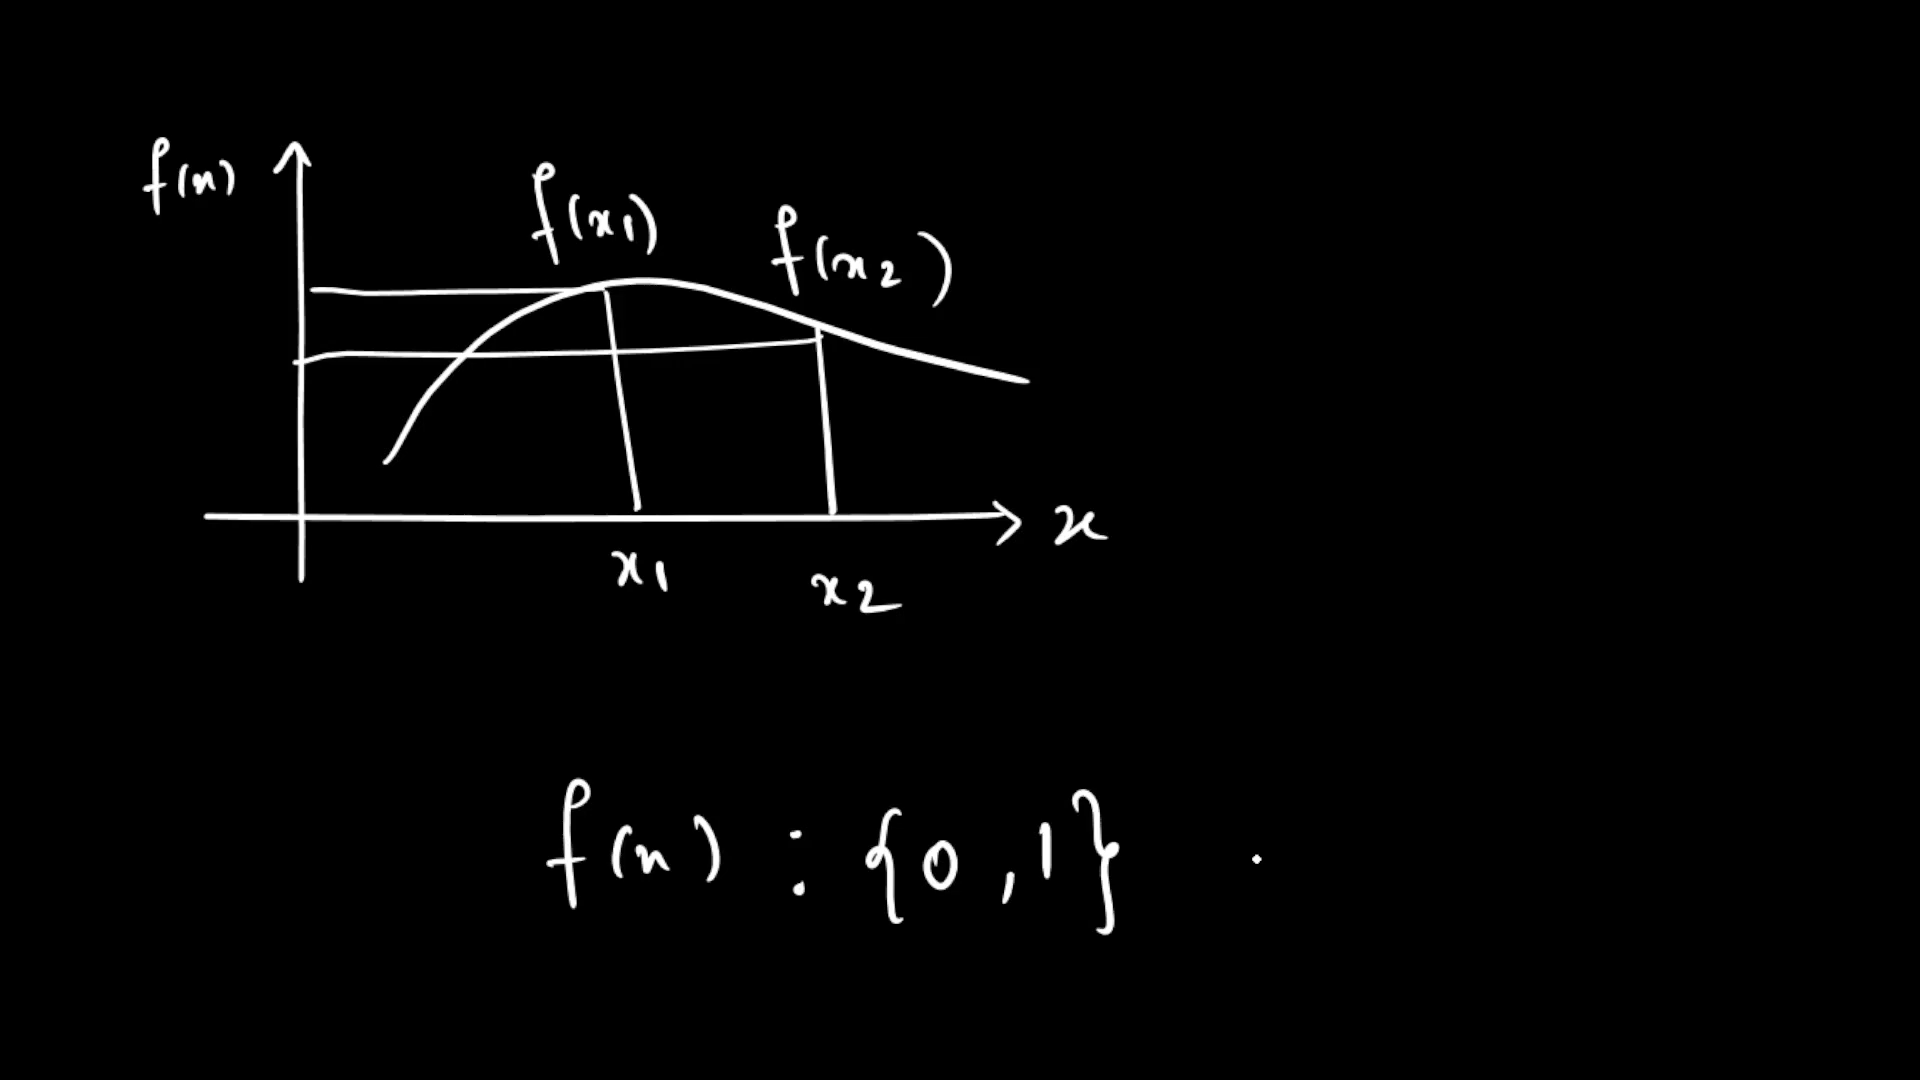 f(x)
f(x1)
f(x2)
x
x1
x2
f(x) : {0,1}